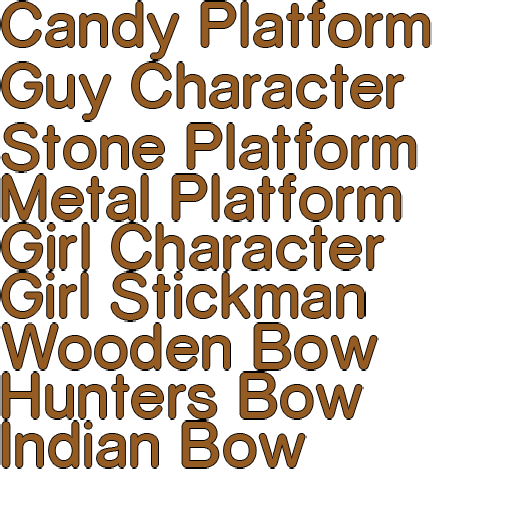 Candy Platform
Guy Character
Stone Platform
Metal Platform
Girl Character
Girl Stickman
Wooden Bow
Hunters Bow
Indian Bow